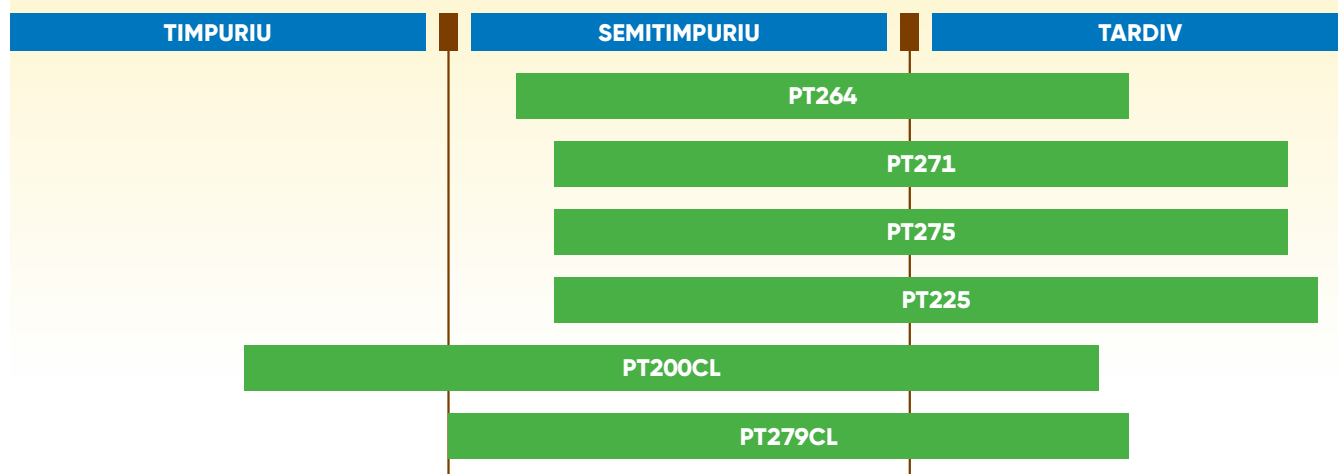 TIMPURIU
SEMITIMPURIU
TARDIV
PT264
PT271
PT275
PT225
PT200CL
PT279CL